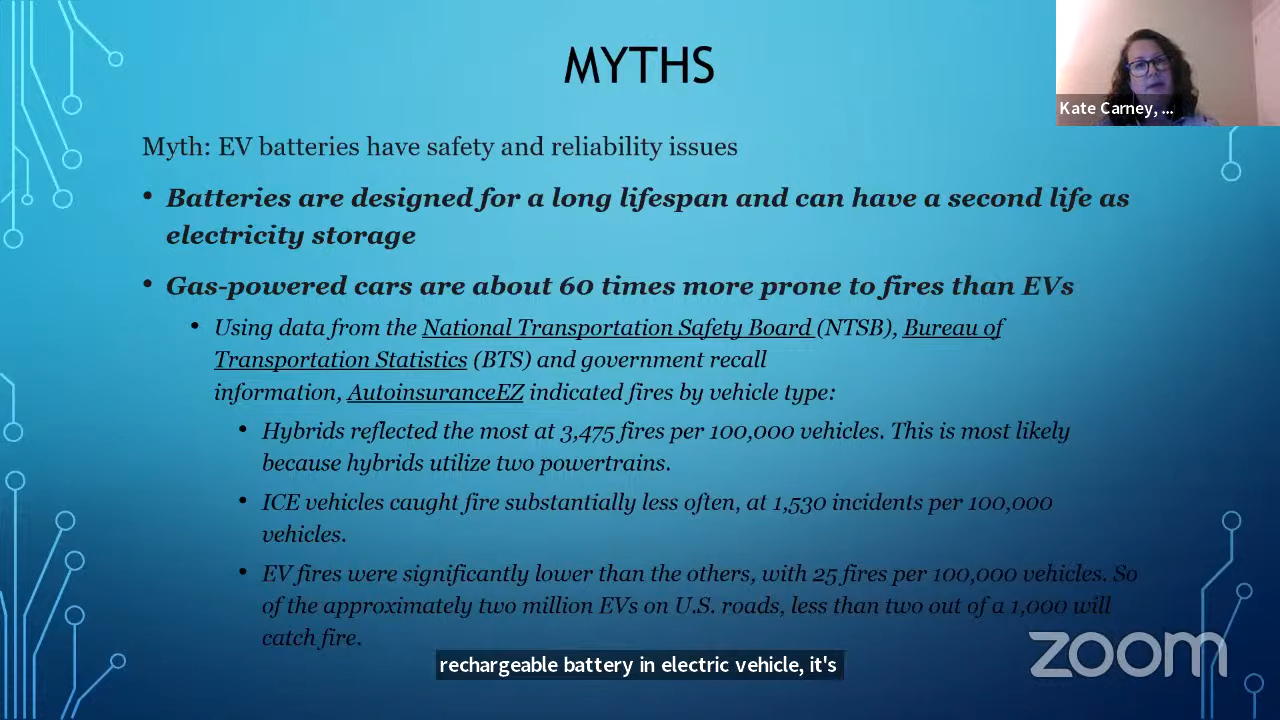 MYTHS
Kate Carney, ...
Myth: EV batteries have safety and reliability issues
• Batteries are designed for a long lifespan and can have a second life as
electricity storage
• Gas-powered cars are about 60 times more prone to fires than EVs
• Using data from the National Transportation Safety Board (NTSB), Bureau of
Transportation Statistics (BTS) and government recall
information, AutoinsuranceEZ indicated fires by vehicle type:
• Hybrids reflected the most at 3,475 fires per 100,000 vehicles. This is most likely
because hybrids utilize two powertrains.
• ICE vehicles caught fire substantially less often, at 1,530 incidents per 100,000
vehicles.
• EV fires were significantly lower than the others, with 25 fires per 100,000 vehicles. So
of the approximately two million EVs on U.S. roads, less than two out of a 1,000 will
catch fire.
rechargeable battery in electric vehicle, it's
zoom